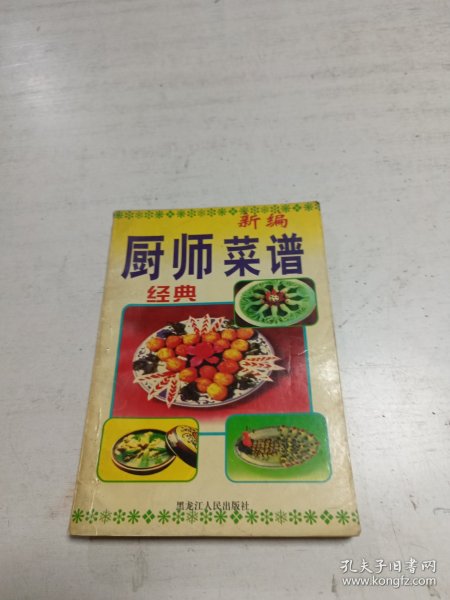 新编
厨师菜谱
经典
黑龙江人民出版社
孔夫子旧书网
www.kongfz.com